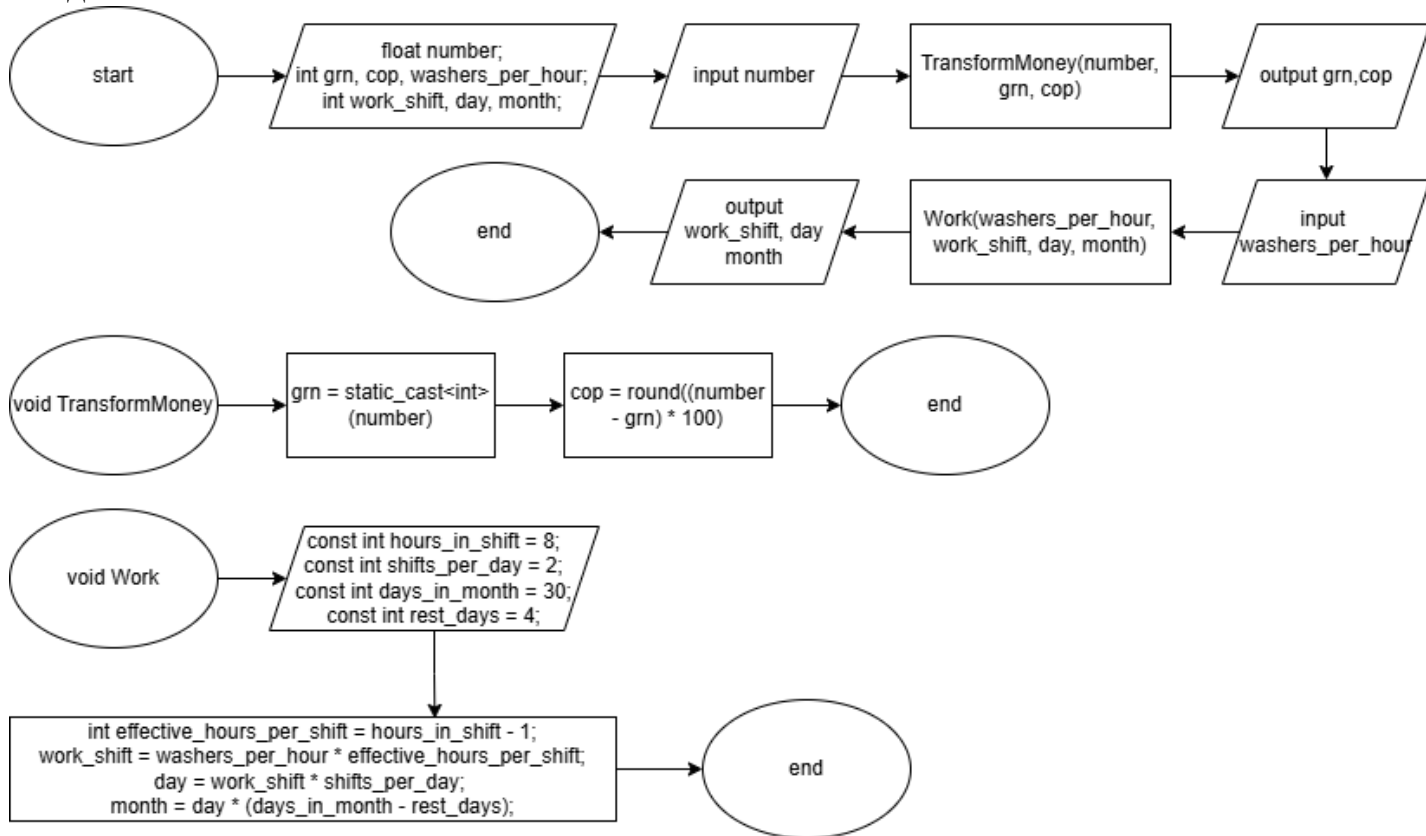 start
float number;
int grn, cop, washers_per_hour;
int work_shift, day, month;
input number
TransformMoney(number,
grn, cop)
output grn,cop
input
washers_per_hour
Work(washers_per_hour,
work_shift, day, month)
output
work_shift, day
month
end
void TransformMoney
grn = static_cast<int>
(number)
cop = round((number
- grn) * 100)
end
void Work
const int hours_in_shift = 8;
const int shifts_per_day = 2;
const int days_in_month = 30;
const int rest_days = 4;
int effective_hours_per_shift = hours_in_shift - 1;
work_shift = washers_per_hour * effective_hours_per_shift;
day = work_shift * shifts_per_day;
month = day * (days_in_month - rest_days);
end